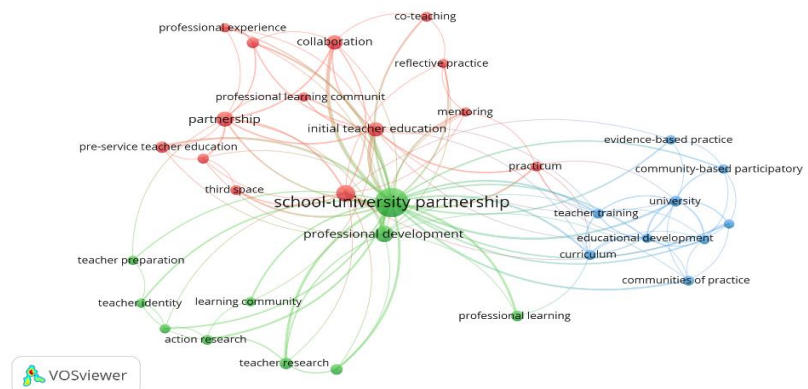 co-teaching
professional experience
collaboration
reflective practice
professional learning communit
mentoring
partnership
initial teacher education
evidence-based practice
pre-service teacher education
practicum
community-based participatory
third space
school-university partnership
university
teacher training
professional development
educational development
curriculum
teacher preparation
communities of practice
teacher identity
learning community
professional learning
action research
teacher research
VOSviewer